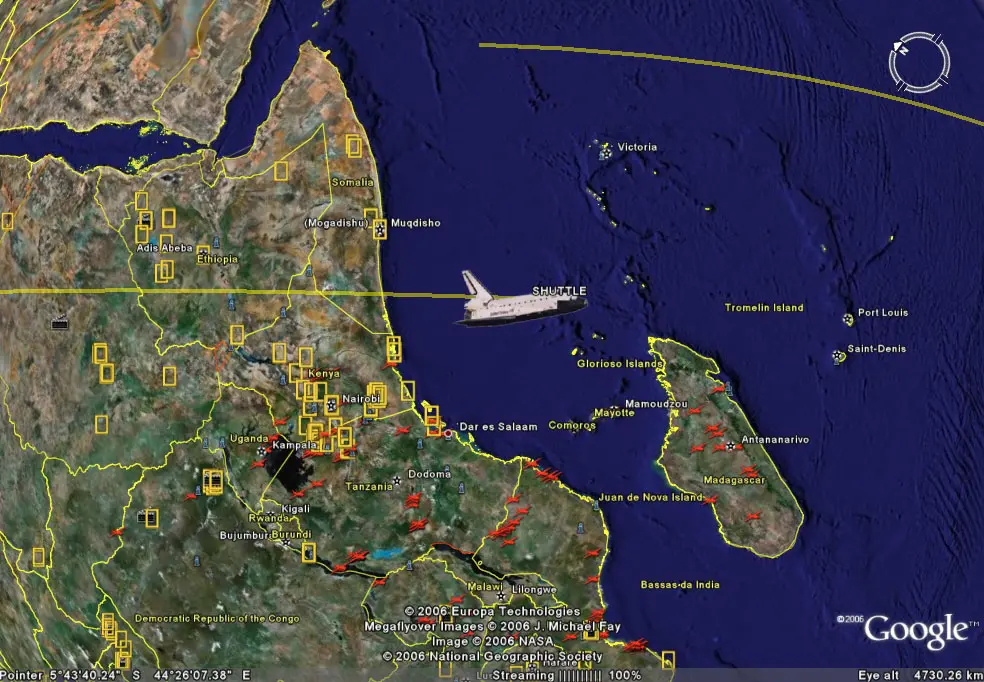 N
Victoria
Somalia
(Mogadishu) Muqdisho
Adis Abeba
Ethiopia
SHUTTLE
Tromelin Island
Port Louis
Saint-Denis
Glorioso Islands
Kenya
Nairobi
Mamoudzou
Mayotte
Comoros
Dar es Salaam
Uganda
Kampala
Antananarivo
Dodoma
Tanzania
Madagascar
Juan de Nova Island
Kigali
Rwanda
Bujumbura
Burundi
Bassas da India
Malawi
Lilongwe
Democratic Republic of the Congo
© 2006 Europa Technologies
Megaflyover Images © 2006 J. Michael Fay
Image © 2006 NASA
© 2006 National Geographic Society
©2006 Google™
Harare
Pointer 5°43'40.24" S 44°26'07.38" E
Streaming 100%
Eye alt 4730.26 km